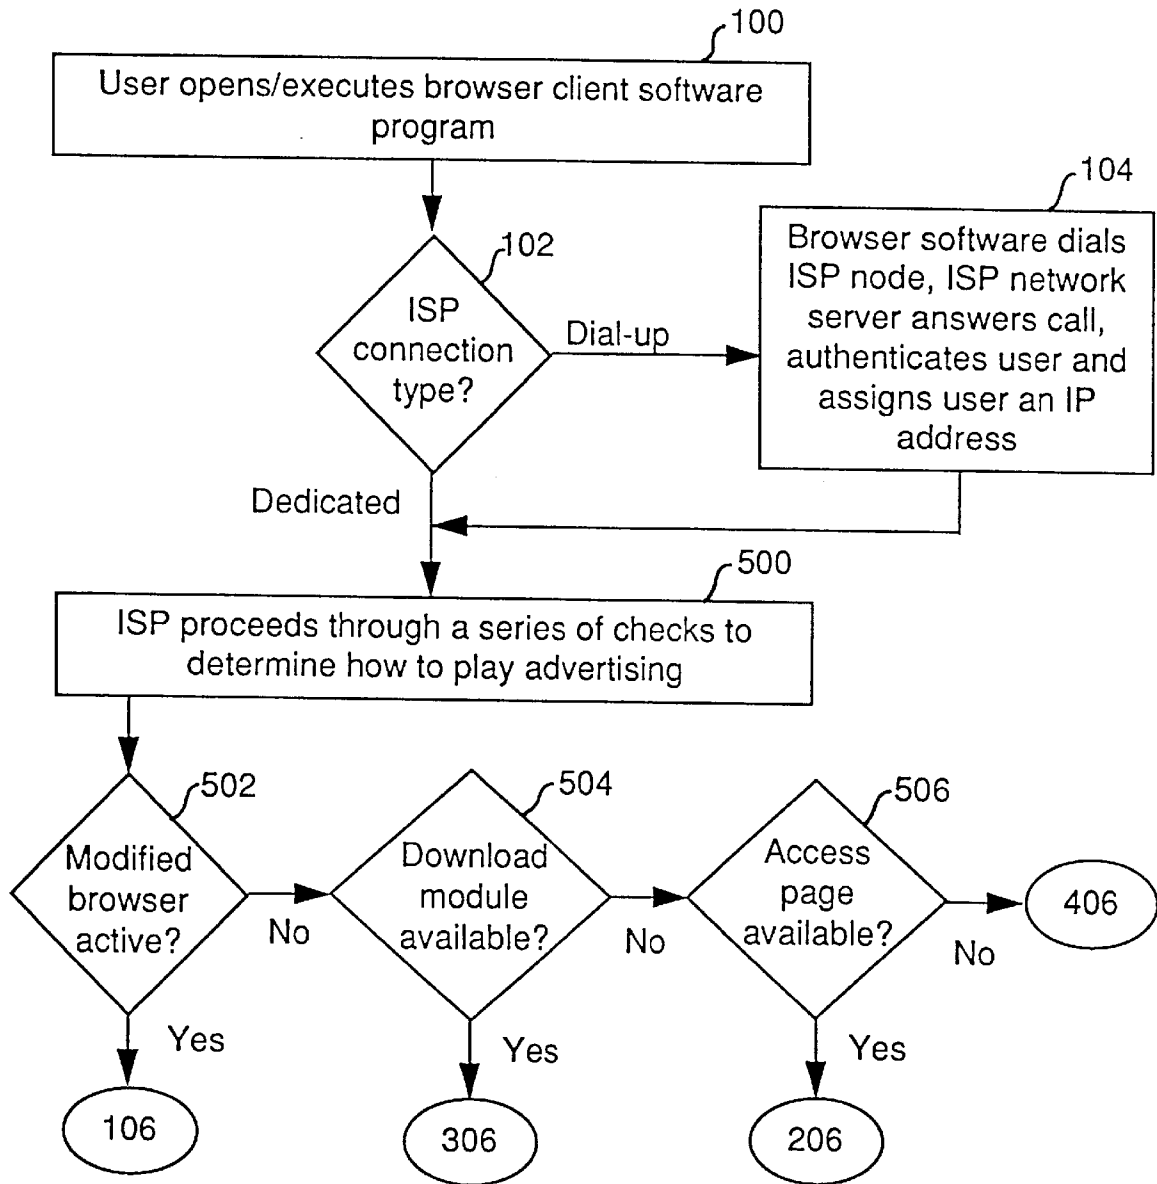 100
User opens/executes browser client software
program
104
102
ISP
connection
type?
Dial-up
Browser software dials
ISP node, ISP network
server answers call,
authenticates user and
assigns user an IP
address
Dedicated
500
ISP proceeds through a series of checks to
determine how to play advertising
502
Modified
browser
active?
No
504
Download
module
available?
No
506
Access
page
available?
No
406
Yes
Yes
Yes
106
306
206